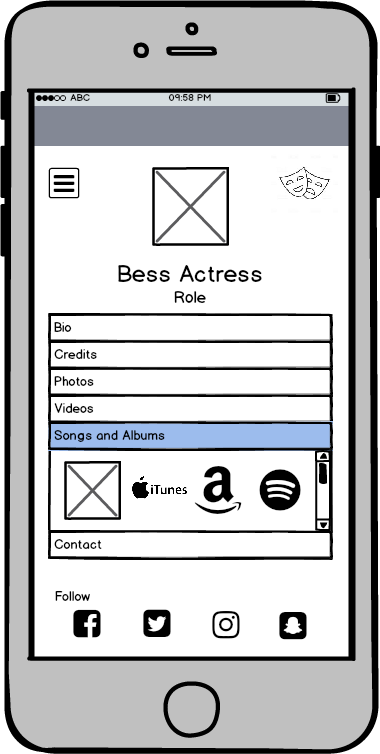 ABC 09:58 PM
Bess Actress
Role
Bio
Credits
Photos
Videos
Songs and Albums
iTunes
Contact
Follow